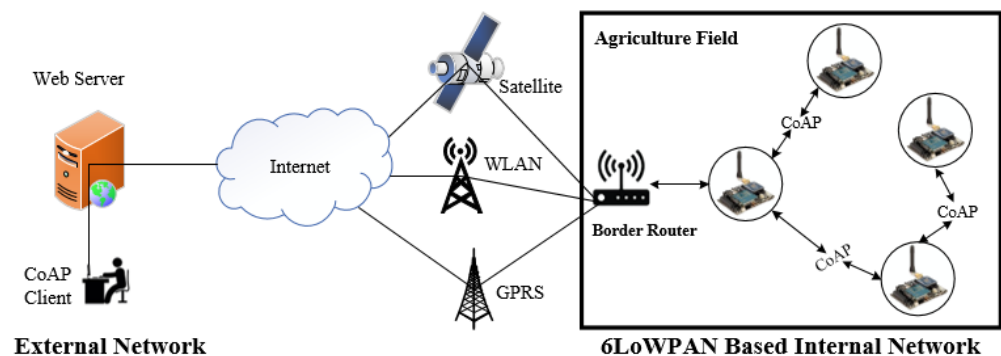 Web Server
Internet
CoAP
Client
External Network
Satellite
WLAN
GPRS
Agriculture Field
Border Router
CoAP
CoAP
CoAP
6LoWPAN Based Internal Network